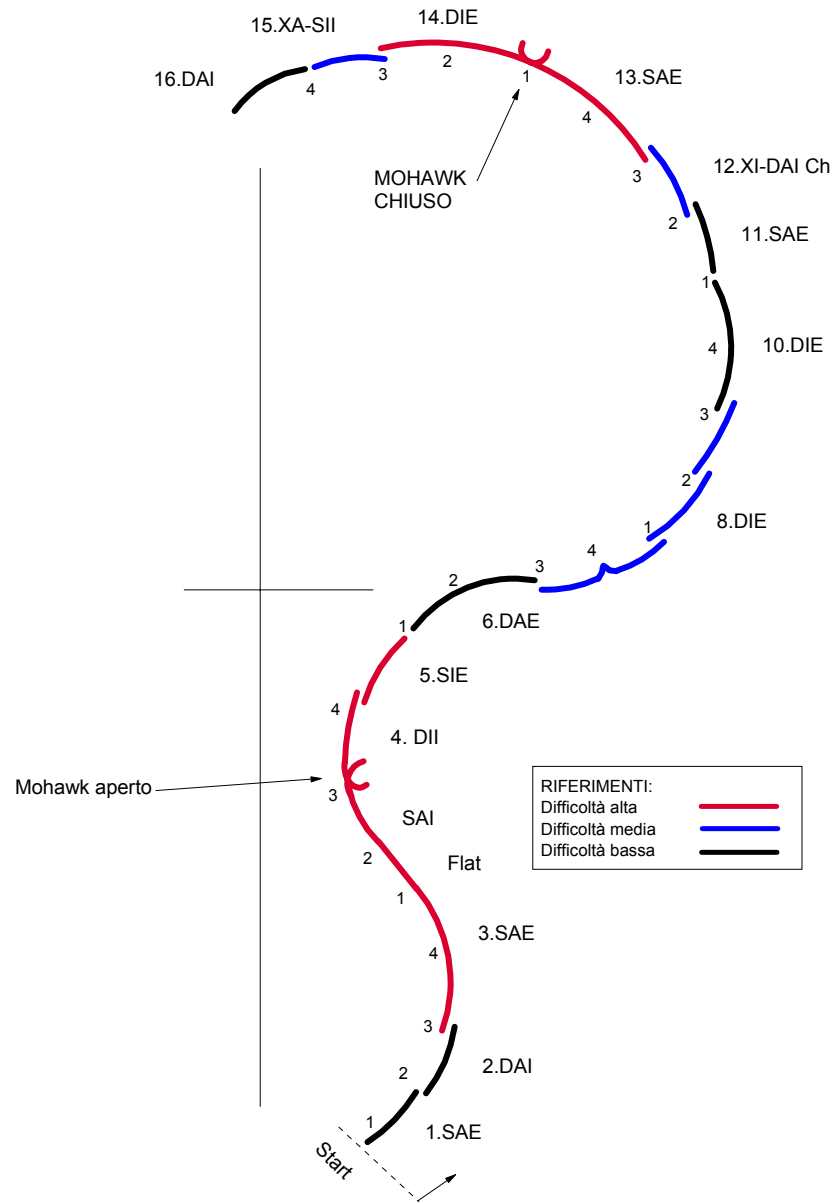 14.DIE
15.XA-SII
16.DAI
4
3
2
1
13.SAE
4
3
MOHAWK
CHIUSO
12.XI-DAI Ch
2
11.SAE
1
4
10.DIE
3
2
8.DIE
1
4
3
2
6.DAE
1
5.SIE
4
4. DII
Mohawk aperto
3
SAI
2
Flat
1
RIFERIMENTI:
Difficoltà alta
Difficoltà media
Difficoltà bassa
3.SAE
4
3
2
2.DAI
1
1.SAE
Start